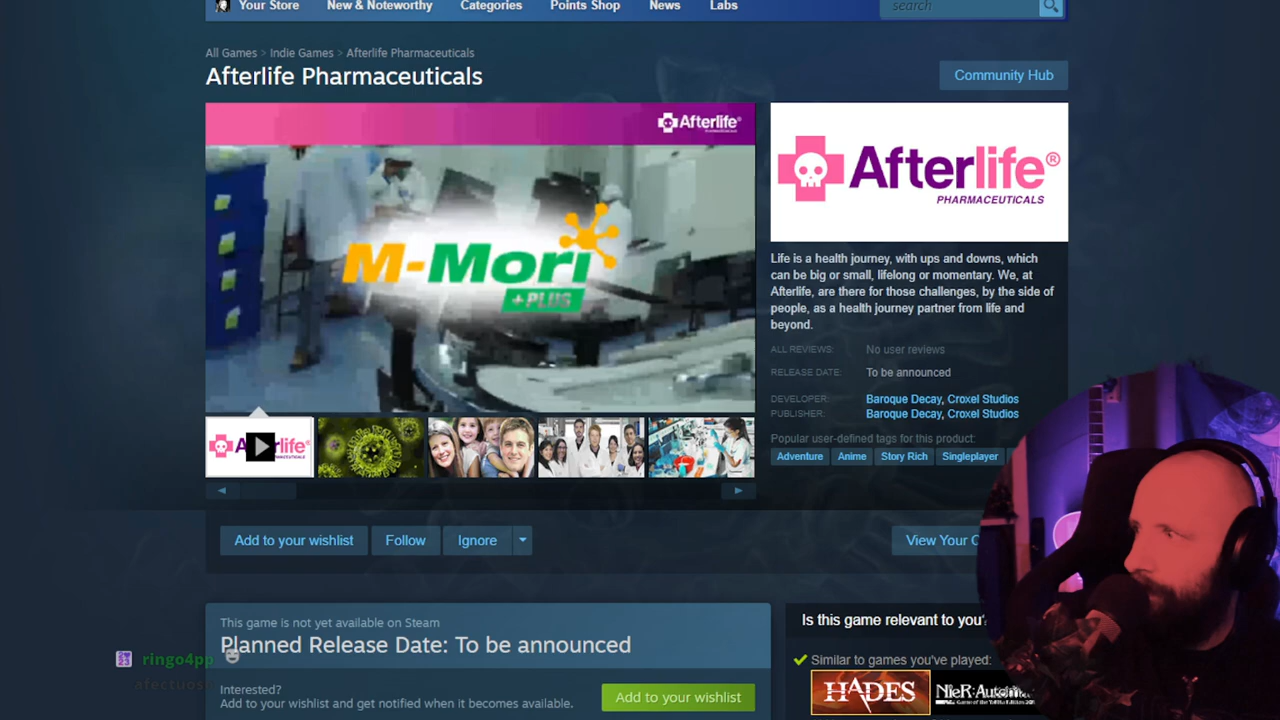 Your Store New & Noteworthy Categories Points Shop News Labs search
All Games > Indie Games > Afterlife Pharmaceuticals
Afterlife Pharmaceuticals
Community Hub
Afterlife
M-Mori
+PLUS
Afterlife®
PHARMACEUTICALS
Life is a health journey, with ups and downs, which
can be big or small, lifelong or momentary. We, at
Afterlife, are there for those challenges, by the side of
people, as a health journey partner from life and
beyond.
ALL REVIEWS: No user reviews
RELEASE DATE: To be announced
DEVELOPER: Baroque Decay, Croxel Studios
PUBLISHER: Baroque Decay, Croxel Studios
Popular user-defined tags for this product:
Adventure Anime Story Rich Singleplayer
Add to your wishlist Follow Ignore
View Your
This game is not yet available on Steam
Planned Release Date: To be announced
Interested?
Add to your wishlist and get notified when it becomes available.
Add to your wishlist
Is this game relevant to you?
Similar to games you've played:
HADES
NieR:Automata
ringo4pp
afectuoso